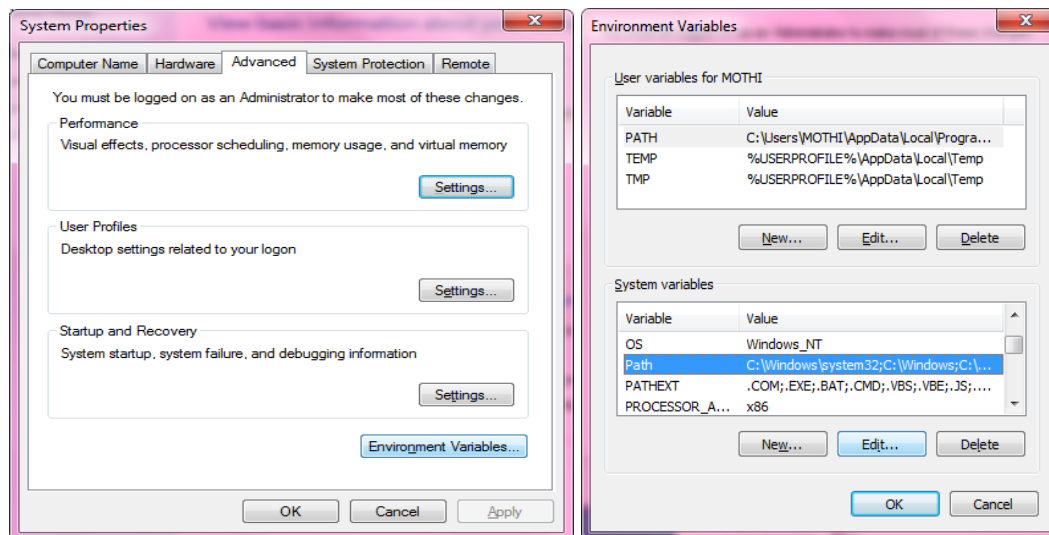 System Properties
Computer Name Hardware Advanced System Protection Remote
You must be logged on as an Administrator to make most of these changes.
Performance
Visual effects, processor scheduling, memory usage, and virtual memory
Settings...
User Profiles
Desktop settings related to your logon
Settings...
Startup and Recovery
System startup, system failure, and debugging information
Settings...
Environment Variables...
OK Cancel Apply
Environment Variables
User variables for MOTHI
Variable Value
PATH C:\Users\MOTHI\AppData\Local\Progra...
TEMP %USERPROFILE%\AppData\Local\Temp
TMP %USERPROFILE%\AppData\Local\Temp
New... Edit... Delete
System variables
Variable Value
OS Windows_NT
Path C:\Windows\system32;C:\Windows;C:\...
PATHEXT .COM;.EXE;.BAT;.CMD;.VBS;.VBE;.JS;....
PROCESSOR_A... x86
New... Edit... Delete
OK Cancel